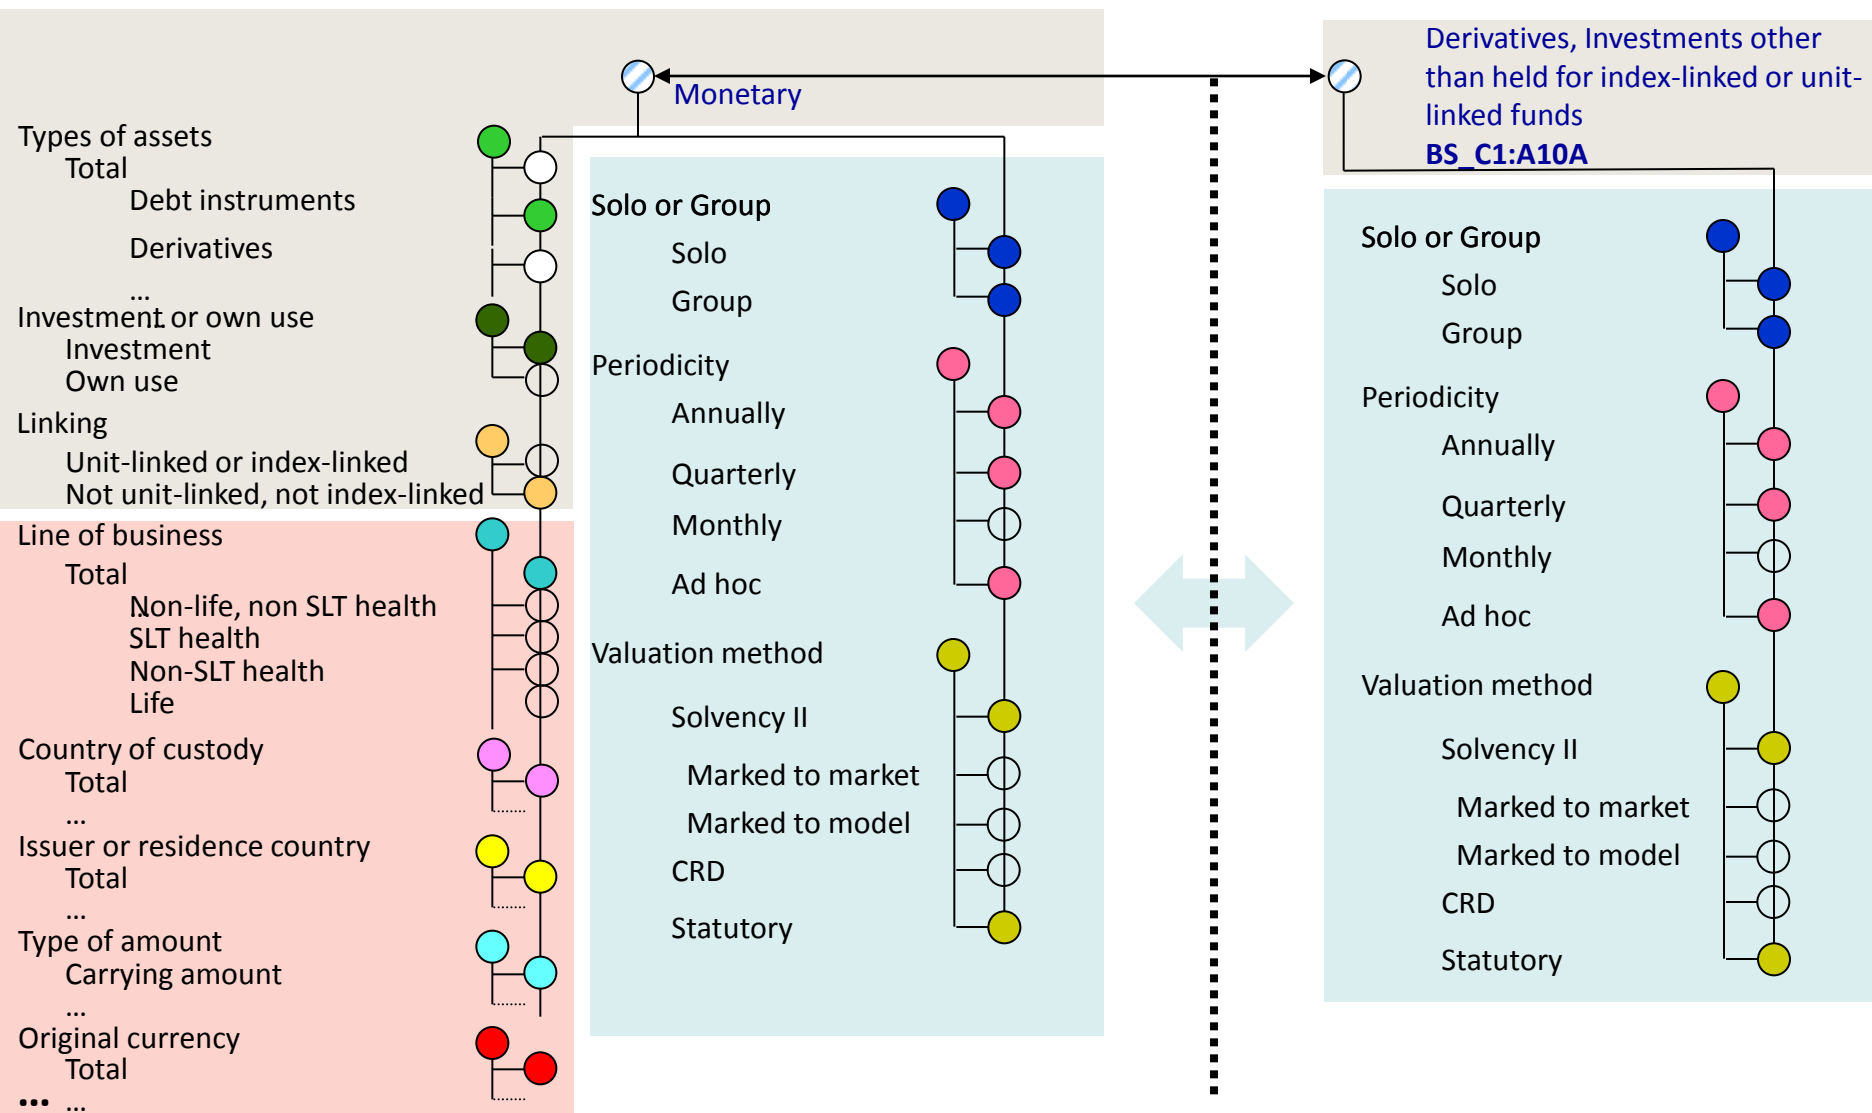 Monetary
Types of assets
Total
Debt instruments
Derivatives
...
Investment or own use
...
Investment
Own use
Linking
Unit-linked or index-linked
Not unit-linked, not index-linked
Line of business
Total
Non-life, non SLT health
...
SLT health
Non-SLT health
Life
Country of custody
Total
...
Issuer or residence country
Total
...
Type of amount
Carrying amount
...
Original currency
Total
...
...
Solo or Group
Solo
Group
Periodicity
Annually
Quarterly
Monthly
Ad hoc
Valuation method
Solvency II
Marked to market
Marked to model
CRD
Statutory
Derivatives, Investments other
than held for index-linked or unit-
linked funds
BS_C1:A10A
Solo or Group
Solo
Group
Periodicity
Annually
Quarterly
Monthly
Ad hoc
Valuation method
Solvency II
Marked to market
Marked to model
CRD
Statutory